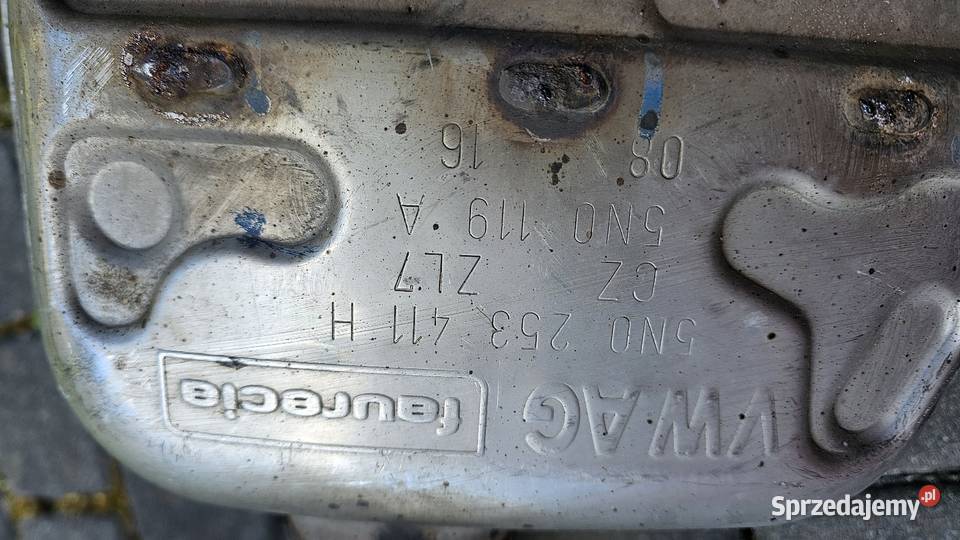 VWAG faurecia
5N0 253 411 H
CZ ZL7
5N0 119 A
08 16
Sprzedajemy.pl